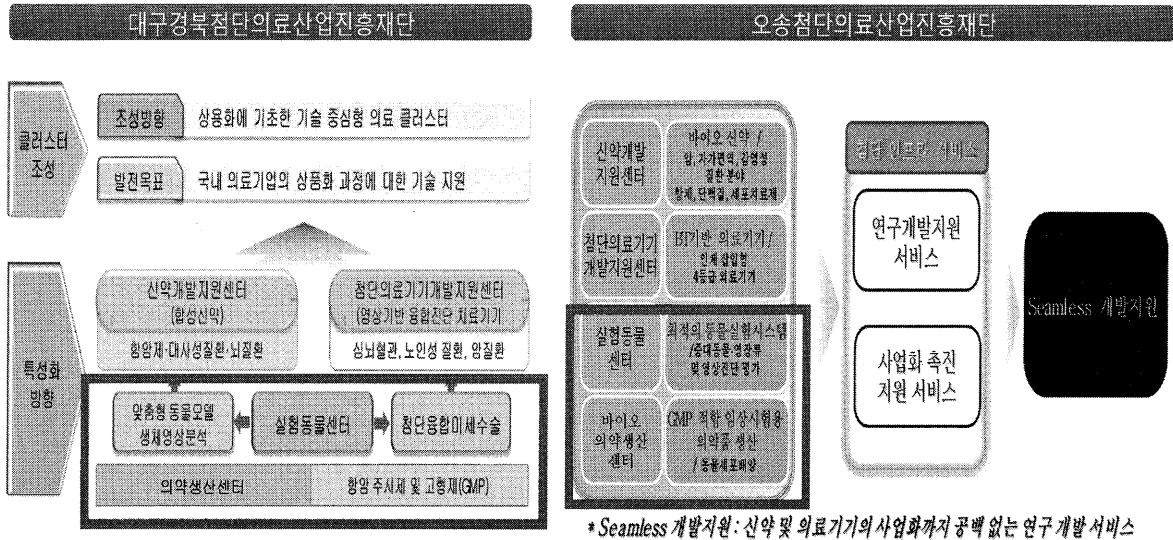 대구경북첨단의료산업진흥재단
클러스터
조성
조성방향
상용화에 기초한 기술 중심형 의료 클러스터
발전목표
국내 의료기업의 상품화 과정에 대한 기술 지원
특성화
방향
신약개발지원센터
(합성신약)
항암제·대사성질환·뇌질환
첨단의료기기개발지원센터
(영상기반 융합진단 치료기기)
심뇌혈관, 노인성 질환, 암질환
맞춤형 동물모델
생체영상분석
실험동물센터
첨단융합미세수술
의약생산센터
항암 주사제 및 고형제(GMP)
오송첨단의료산업진흥재단
신약개발
지원센터
바이오 신약 /
암, 자가면역, 감염성
질환 분야
항체, 단백질, 세포치료제
첨단의료기기
개발지원센터
BT기반 의료기기 /
인체 삽입형
4등급 의료기기
실험동물
센터
최적의 동물실험시스템
/중대동물·영장류
및 영상진단 평가
바이오
의약생산
센터
GMP 적합 임상시험용
의약품 생산
/ 동물세포배양
첨단 인프라 서비스
연구개발지원
서비스
사업화 촉진
지원 서비스
Seamless 개발지원
* Seamless 개발지원 : 신약 및 의료기기의 사업화까지 공백 없는 연구 개발 서비스